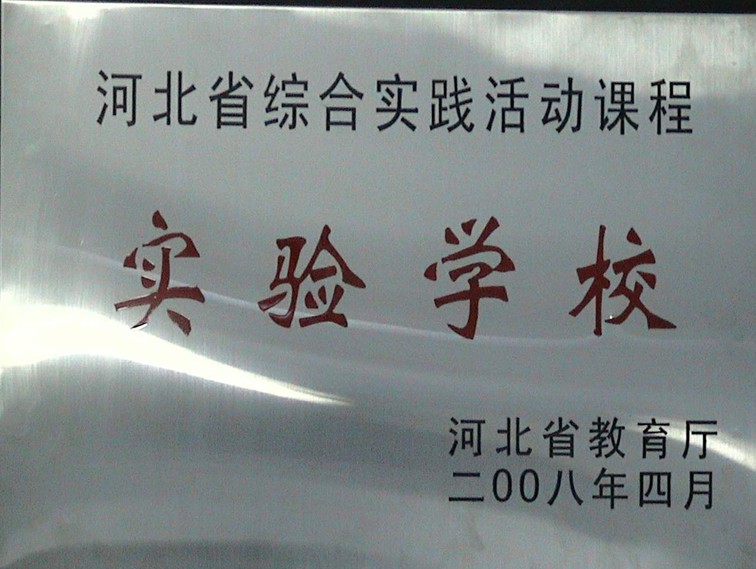 河北省综合实践活动课程
实验学校
河北省教育厅
二00八年四月